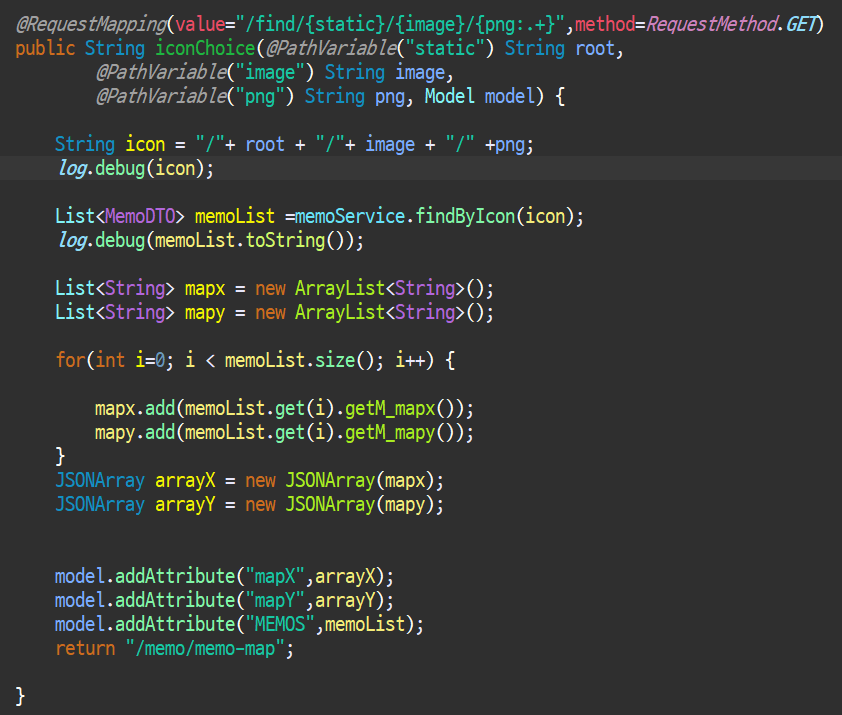 @RequestMapping(value="/find/{static}/{image}/{png:.+}",method=RequestMethod.GET)
public String iconChoice(@PathVariable("static") String root,
        @PathVariable("image") String image,
        @PathVariable("png") String png, Model model) {

    String icon = "/"+ root + "/"+ image + "/" +png;
    log.debug(icon);

    List<MemoDTO> memoList =memoService.findByIcon(icon);
    log.debug(memoList.toString());

    List<String> mapx = new ArrayList<String>();
    List<String> mapy = new ArrayList<String>();

    for(int i=0; i < memoList.size(); i++) {

        mapx.add(memoList.get(i).getM_mapx());
        mapy.add(memoList.get(i).getM_mapy());
    }
    JSONArray arrayX = new JSONArray(mapx);
    JSONArray arrayY = new JSONArray(mapy);


    model.addAttribute("mapX",arrayX);
    model.addAttribute("mapY",arrayY);
    model.addAttribute("MEMOS",memoList);
    return "/memo/memo-map";

}